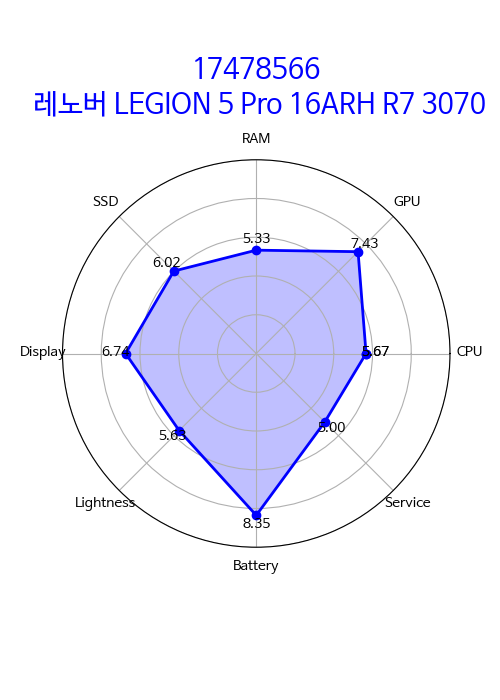 17478566
레노버 LEGION 5 Pro 16ARH R7 3070
RAM
SSD
GPU
5.33
7.43
6.02
Display
6.74
5.67
CPU
5.63
5.00
Lightness
Service
8.35
Battery